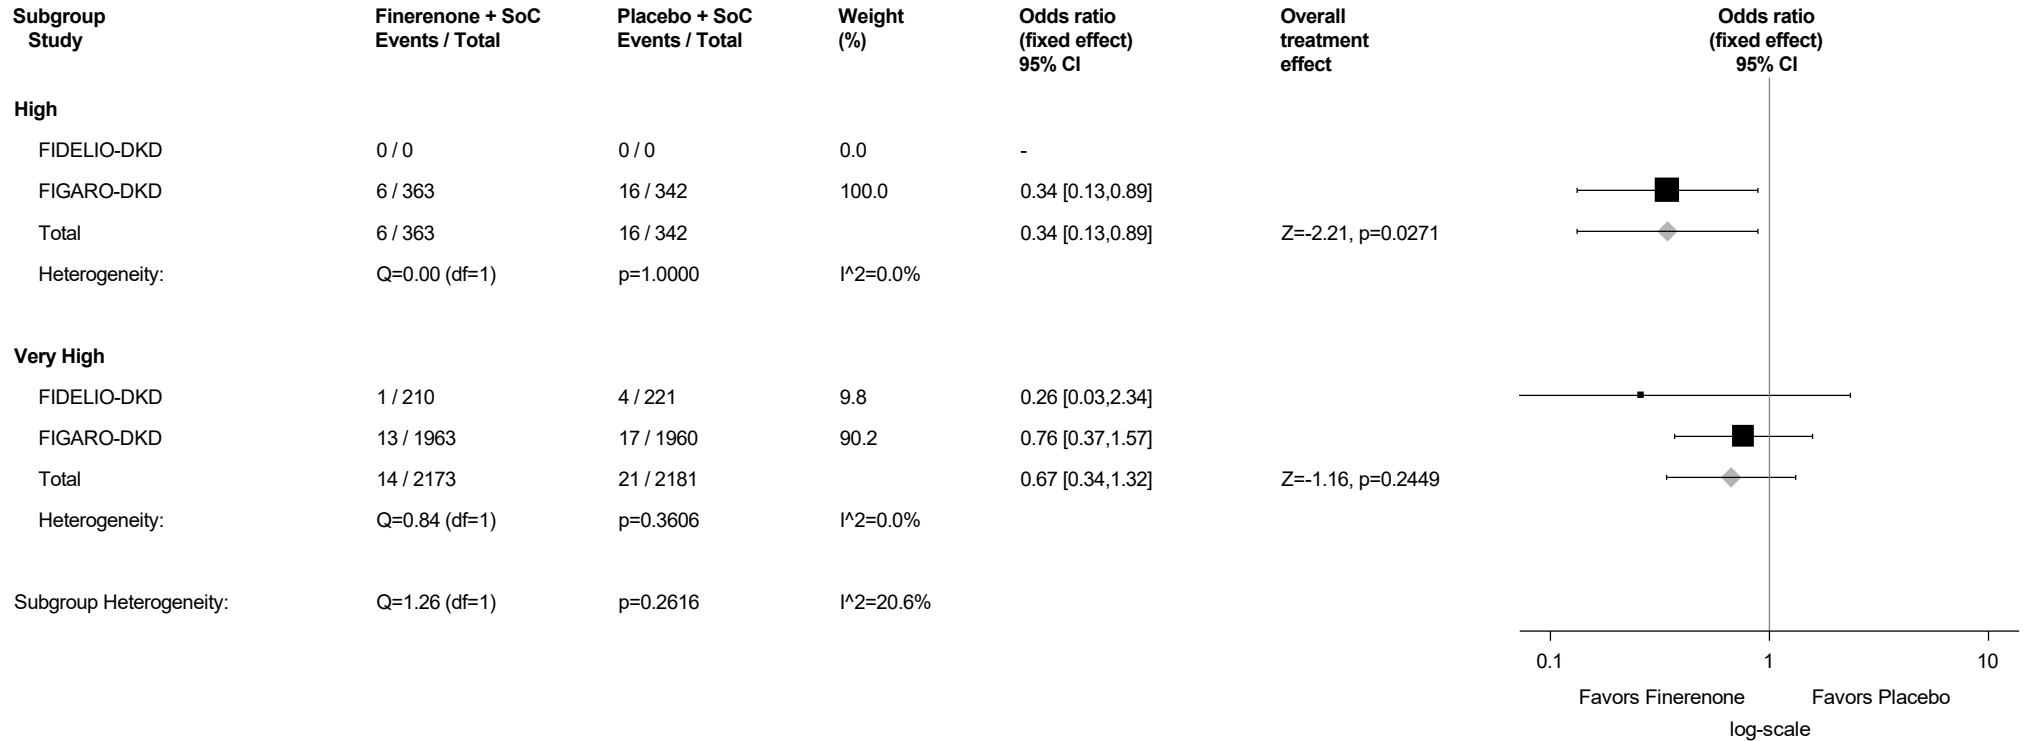 Subgroup Finerenone + SoC Placebo + SoC Weight Odds ratio Overall Odds ratio
Study Events / Total Events / Total (%) (fixed effect) treatment (fixed effect)
95% CI effect 95% CI
High
FIDELIO-DKD 0 / 0 0 / 0 0.0 -
FIGARO-DKD 6 / 363 16 / 342 100.0 0.34 [0.13,0.89]
Total 6 / 363 16 / 342 0.34 [0.13,0.89] Z=-2.21, p=0.0271
Heterogeneity: Q=0.00 (df=1) p=1.0000 I^2=0.0%
Very High
FIDELIO-DKD 1 / 210 4 / 221 9.8 0.26 [0.03,2.34]
FIGARO-DKD 13 / 1963 17 / 1960 90.2 0.76 [0.37,1.57]
Total 14 / 2173 21 / 2181 0.67 [0.34,1.32] Z=-1.16, p=0.2449
Heterogeneity: Q=0.84 (df=1) p=0.3606 I^2=0.0%
Subgroup Heterogeneity: Q=1.26 (df=1) p=0.2616 I^2=20.6%
0.1 1 10
Favors Finerenone Favors Placebo
log-scale